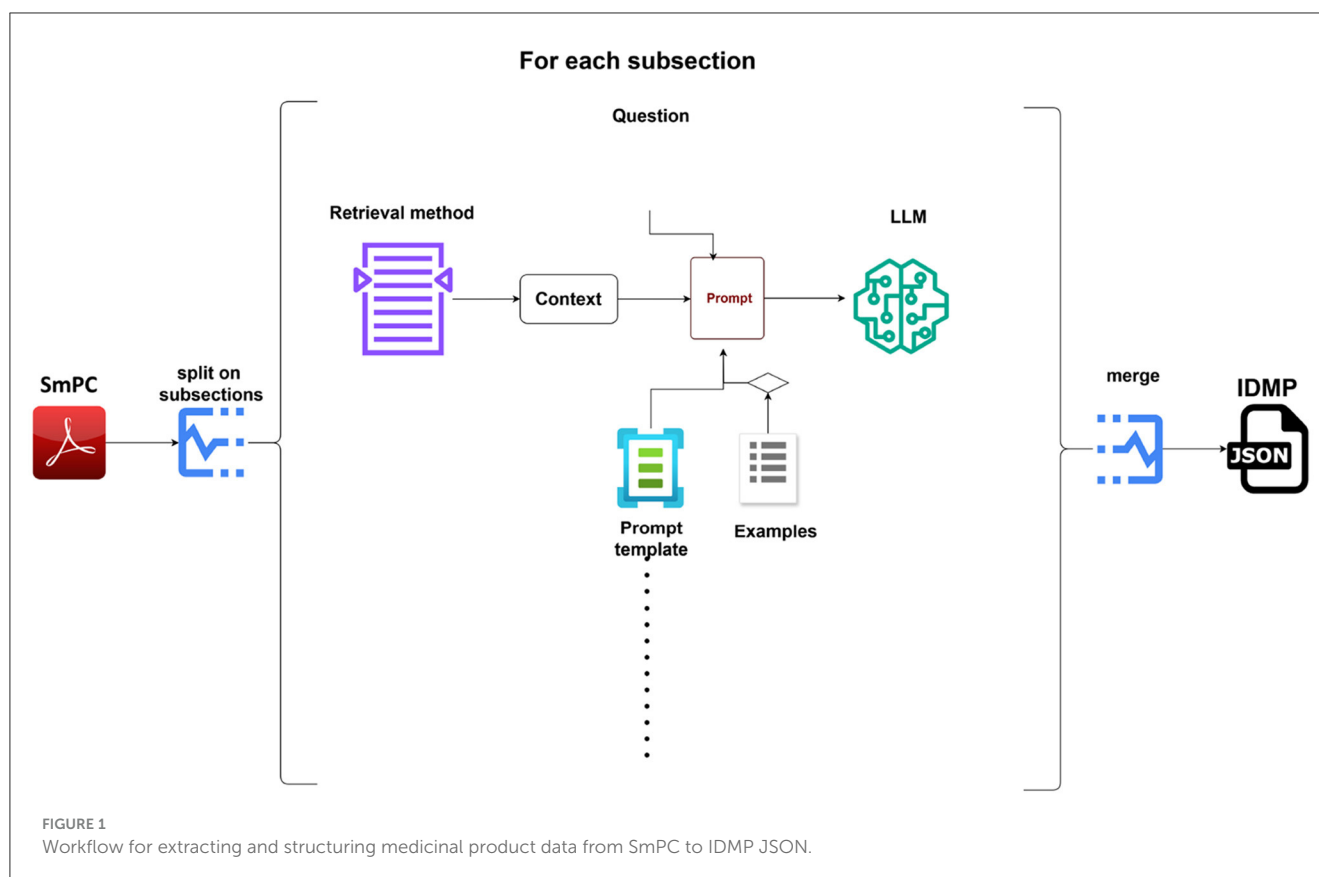 For each subsection
Question
Retrieval method
LLM
Context
Prompt
SmPC
split on
subsections
merge
IDMP
JSON
Prompt
template
Examples
FIGURE 1
Workflow for extracting and structuring medicinal product data from SmPC to IDMP JSON.